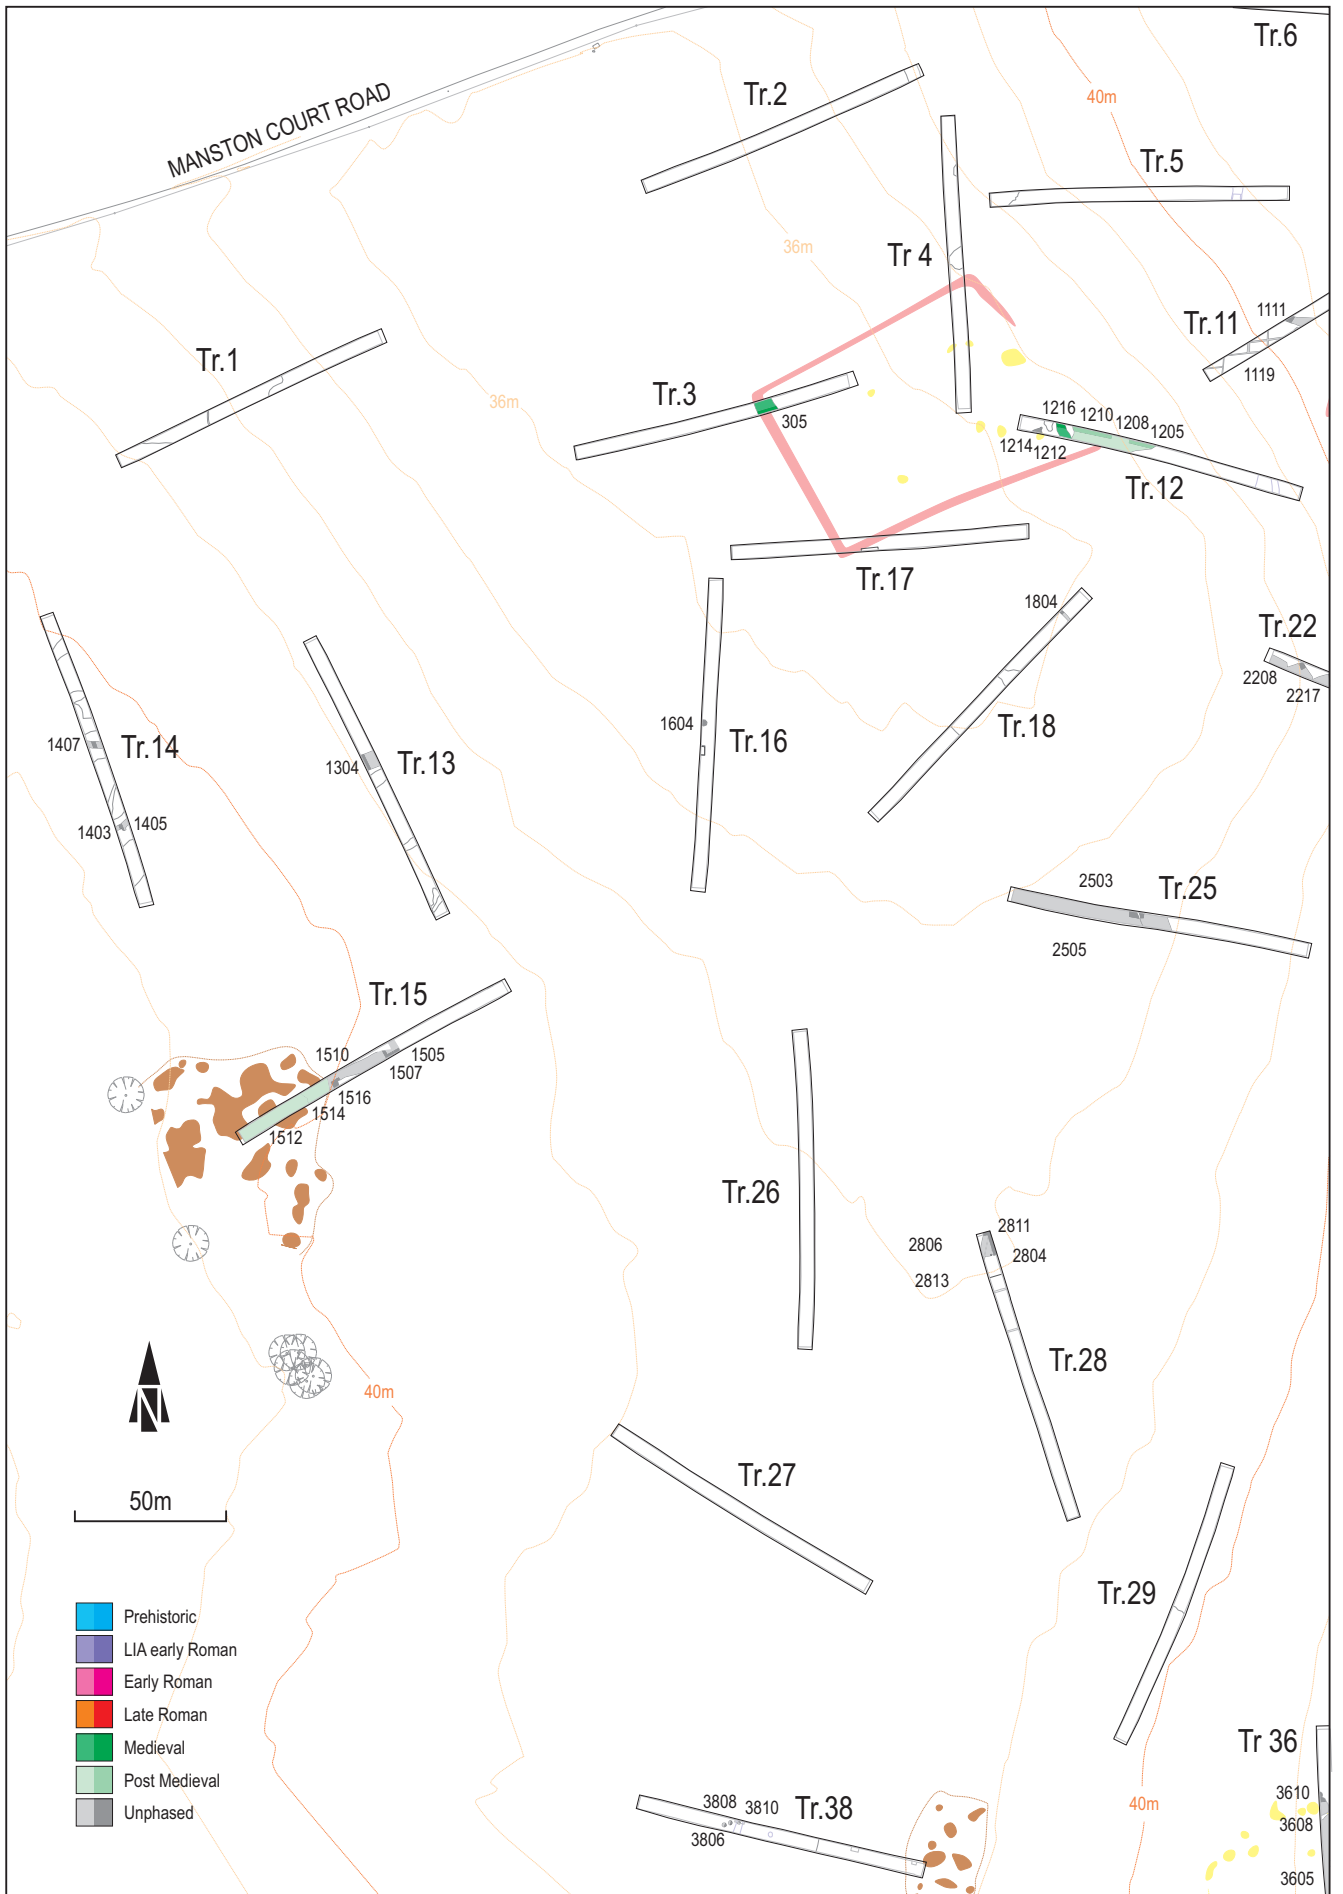 Tr.6
MANSTON COURT ROAD
Tr.2
40m
Tr.5
36m
Tr 4
Tr.11
1111
1119
Tr.1
36m
Tr.3
305
1216
1210
1208
1205
1214
1212
Tr.12
Tr.17
1804
Tr.22
2208
2217
Tr.18
1604
Tr.16
1407
Tr.14
1403
1405
1304
Tr.13
2503
Tr.25
2505
Tr.15
1510
1505
1507
1516
1514
1512
Tr.26
2811
2806
2804
2813
Tr.28
N
40m
50m
Tr.27
Tr.29
Prehistoric
LIA early Roman
Early Roman
Late Roman
Medieval
Post Medieval
Unphased
Tr 36
3610
3608
3605
40m
3808
3810
Tr.38
3806